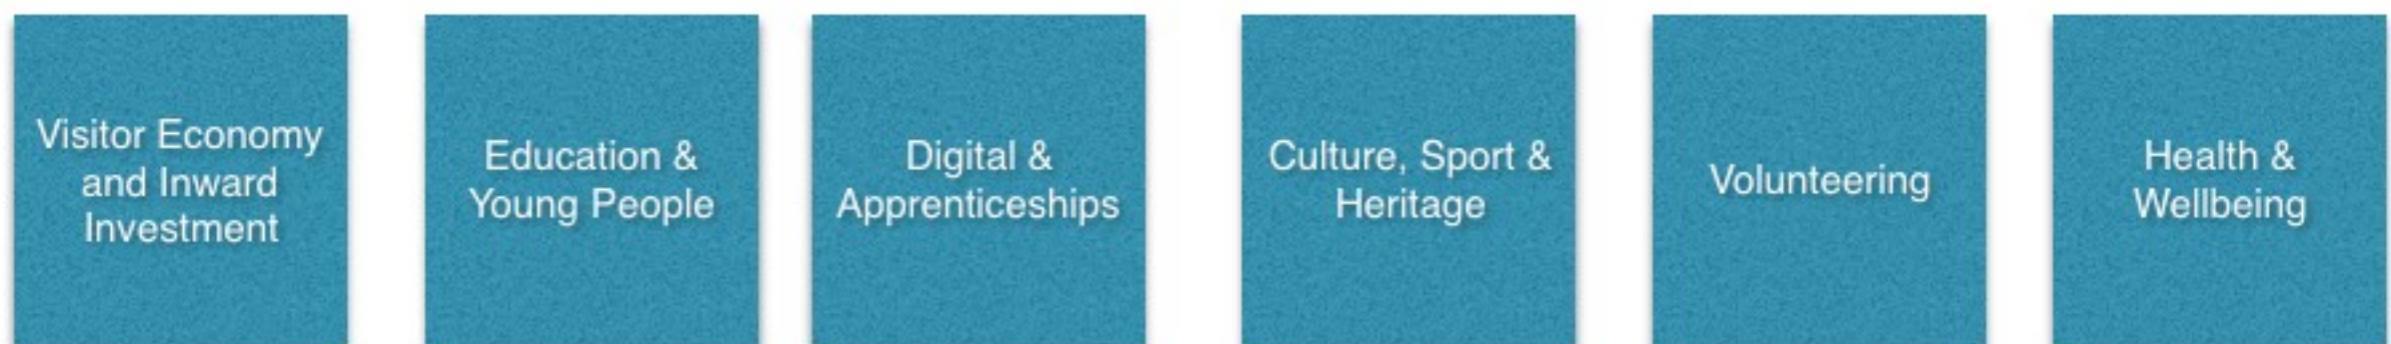 Visitor Economy
and Inward
Investment
Education &
Young People
Digital &
Apprenticeships
Culture, Sport &
Heritage
Volunteering
Health &
Wellbeing